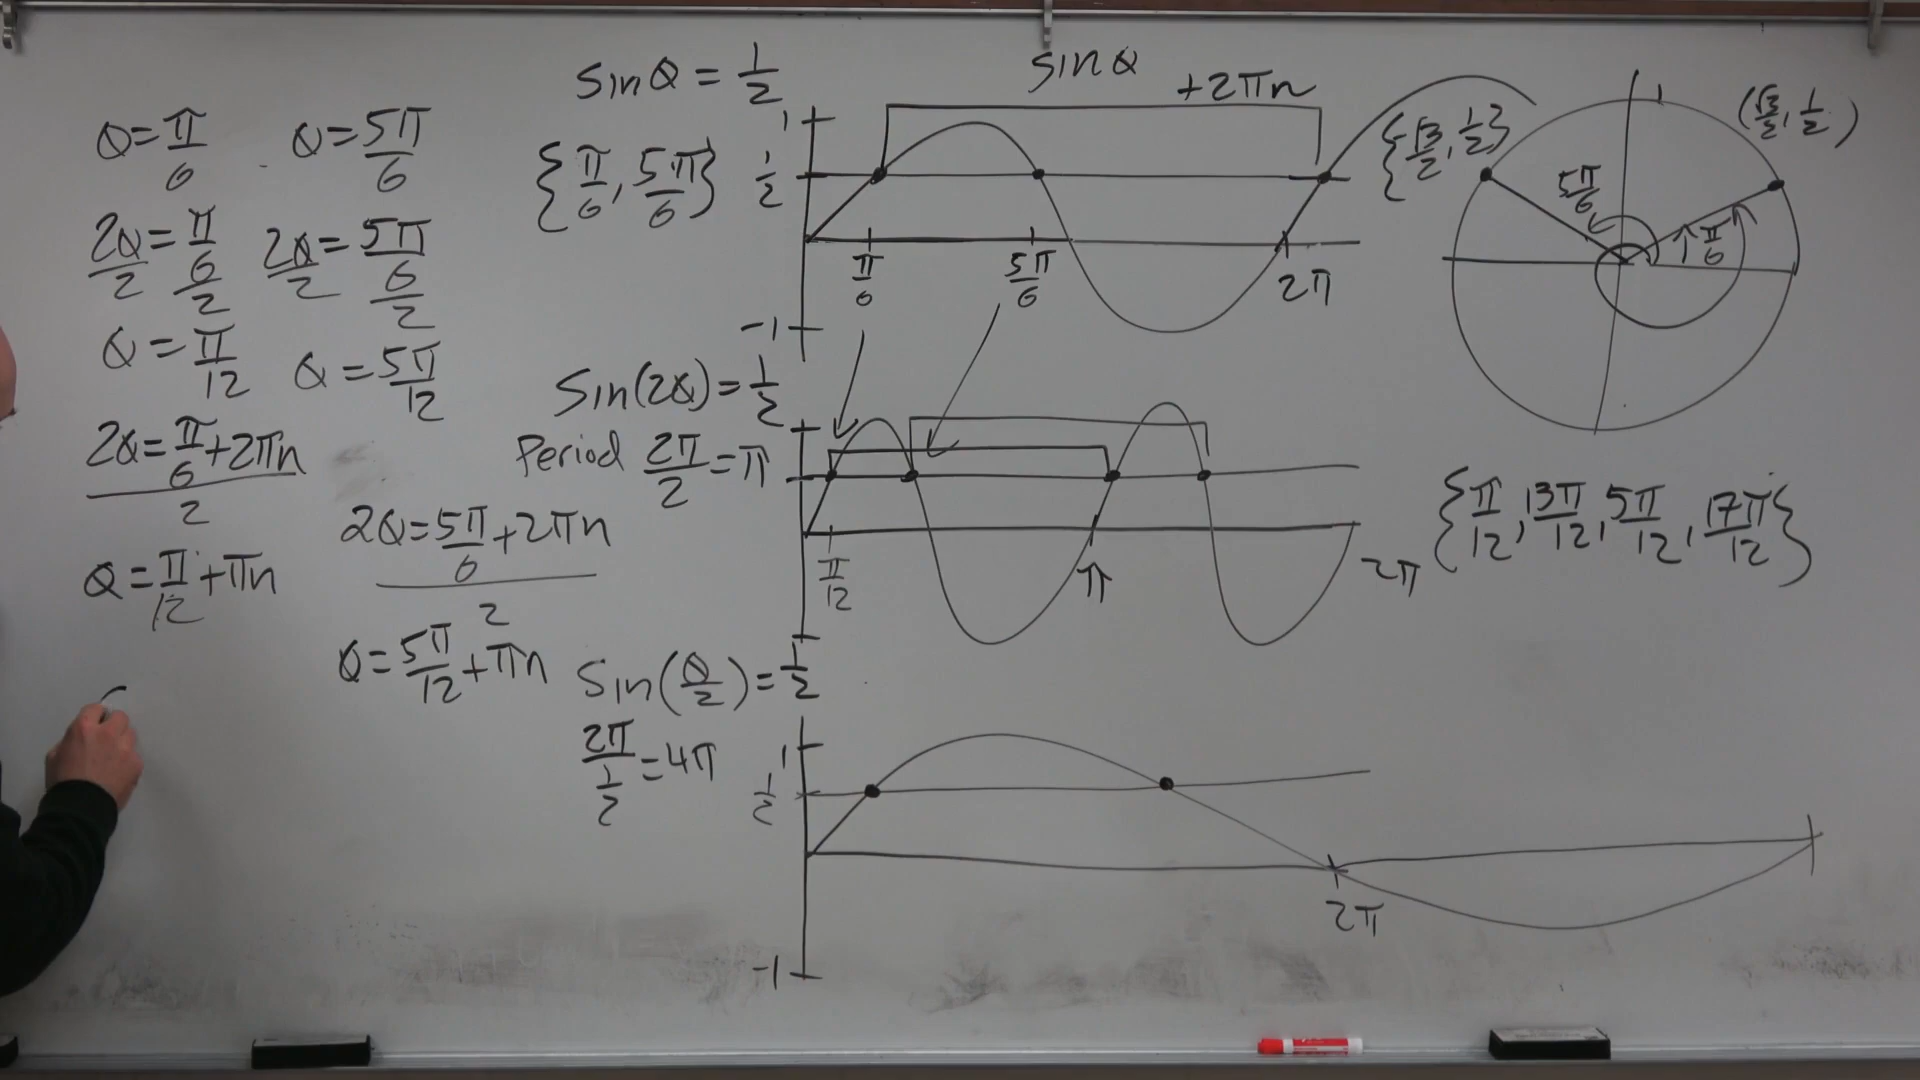 Sinθ = 1/2
sinθ
+2πn
θ = π/6
θ = 5π/6
{π/6, 5π/6}
1
1/2
-1
π/6
5π/6
2π
{-√3/2, 1/2}
1
(√3/2, 1/2)
5π/6
π/6
2θ/2 = π/6/2
2θ/2 = 5π/6/2
θ = π/12
θ = 5π/12
Sin(2θ) = 1/2
Period 2π/2 = π
π/12
π
2π
{π/12, 13π/12, 5π/12, 17π/12}
2θ = π/6 + 2πn
2
2θ = 5π/6 + 2πn
2
θ = π/12 + πn
θ = 5π/12 + πn
Sin(θ/2) = 1/2
2π/1/2 = 4π
1
1/2
2π
-1